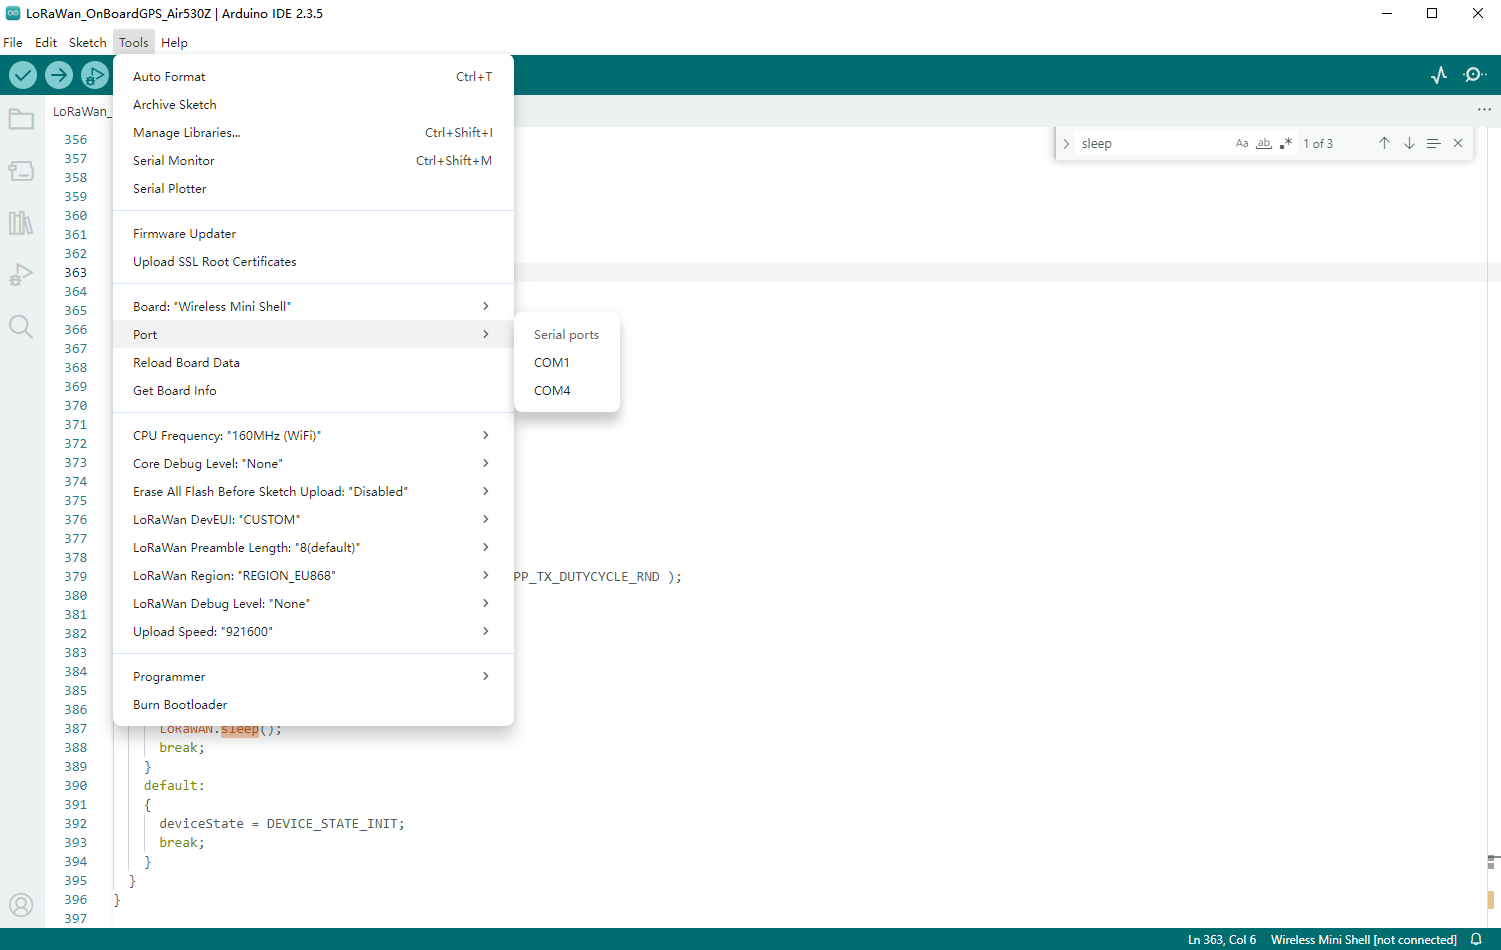 LoRaWan_OnBoardGPS_Air530Z | Arduino IDE 2.3.5
File Edit Sketch Tools Help
LoRaWan_
Auto Format Ctrl+T
Archive Sketch
Manage Libraries... Ctrl+Shift+I
Serial Monitor Ctrl+Shift+M
Serial Plotter
Firmware Updater
Upload SSL Root Certificates
Board: "Wireless Mini Shell"
Port
Reload Board Data
Get Board Info
CPU Frequency: "160MHz (WiFi)"
Core Debug Level: "None"
Erase All Flash Before Sketch Upload: "Disabled"
LoRaWan DevEUI: "CUSTOM"
LoRaWan Preamble Length: "8(default)"
LoRaWan Region: "REGION_EU868"
LoRaWan Debug Level: "None"
Upload Speed: "921600"
Programmer
Burn Bootloader
Serial ports
COM1
COM4
sleep Aa ab .* 1 of 3
356
357
358
359
360
361
362
363
364
365
366
367
368
369
370
371
372
373
374
375
376
377
378
379 PP_TX_DUTYCYCLE_RND );
380
381
382
383
384
385
386
387 LoRaWAN.sleep();
388 break;
389 }
390 default:
391 {
392 deviceState = DEVICE_STATE_INIT;
393 break;
394 }
395 }
396 }
397
Ln 363, Col 6 Wireless Mini Shell [not connected]